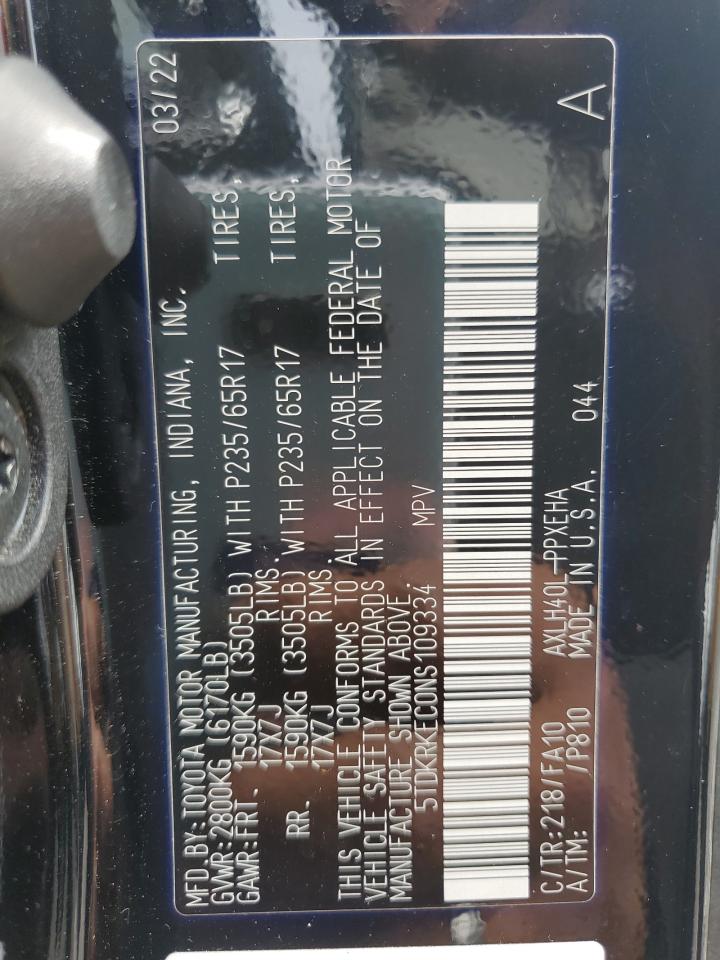 MFD.BY:TOYOTA MOTOR MANUFACTURING, INDIANA, INC. 03/22
GVWR:2800KG (6170LB)
GAWR:FRT. 1590KG (3505LB) WITH P235/65R17 TIRES,
17X7J RIMS.
RR. 1590KG (3505LB) WITH P235/65R17 TIRES,
17X7J RIMS.
THIS VEHICLE CONFORMS TO ALL APPLICABLE FEDERAL MOTOR
VEHICLE SAFETY STANDARDS IN EFFECT ON THE DATE OF
MANUFACTURE SHOWN ABOVE.
5TDKRKEC0NS109334 MPV
C/TR:218/FA10 AXLH40L-PPXEHA 044 A
A/TM: /P810 MADE IN U.S.A.